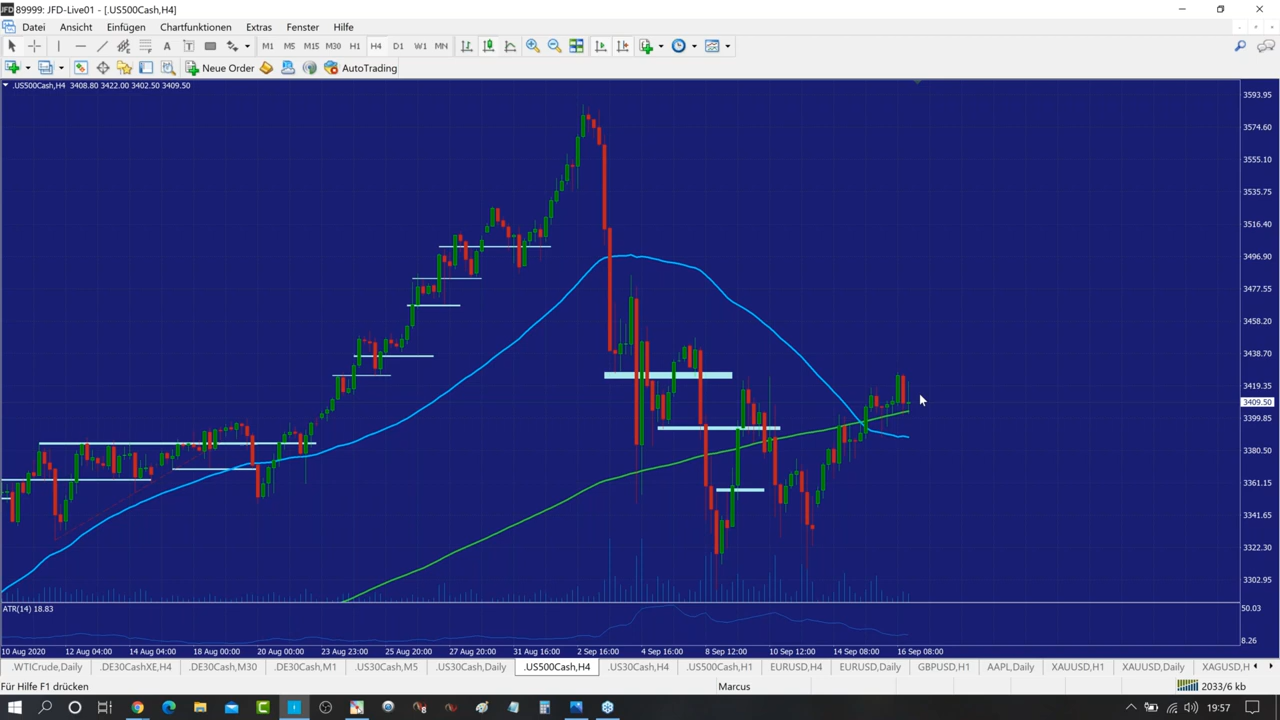 89999: JFD-Live01 - [.US500Cash,H4]
Datei Ansicht Einfügen Chartfunktionen Extras Fenster Hilfe
A T M1 M5 M15 M30 H1 H4 D1 W1 MN
Neue Order AutoTrading
.US500Cash,H4 3408.80 3422.00 3402.50 3409.50
3593.95
3574.60
3555.10
3535.75
3516.40
3496.90
3477.55
3458.20
3438.70
3419.35
3409.50
3399.85
3380.50
3361.15
3341.65
3322.30
3302.95
ATR(14) 18.83
50.03
8.26
10 Aug 2020 12 Aug 04:00 14 Aug 04:00 18 Aug 00:00 20 Aug 00:00 23 Aug 23:00 25 Aug 20:00 27 Aug 20:00 31 Aug 16:00 2 Sep 16:00 4 Sep 16:00 8 Sep 12:00 10 Sep 12:00 14 Sep 08:00 16 Sep 08:00
.WTICrude,Daily .DE30CashXE,H4 .DE30Cash,M30 .DE30Cash,M1 .US30Cash,M5 .US30Cash,Daily .US500Cash,H4 .US30Cash,H4 .US500Cash,H1 EURUSD,H4 EURUSD,Daily GBPUSD,H1 AAPL,Daily XAUUSD,H1 XAUUSD,Daily XAGUSD,H
Für Hilfe F1 drücken Marcus 2033/6 kb
19:57